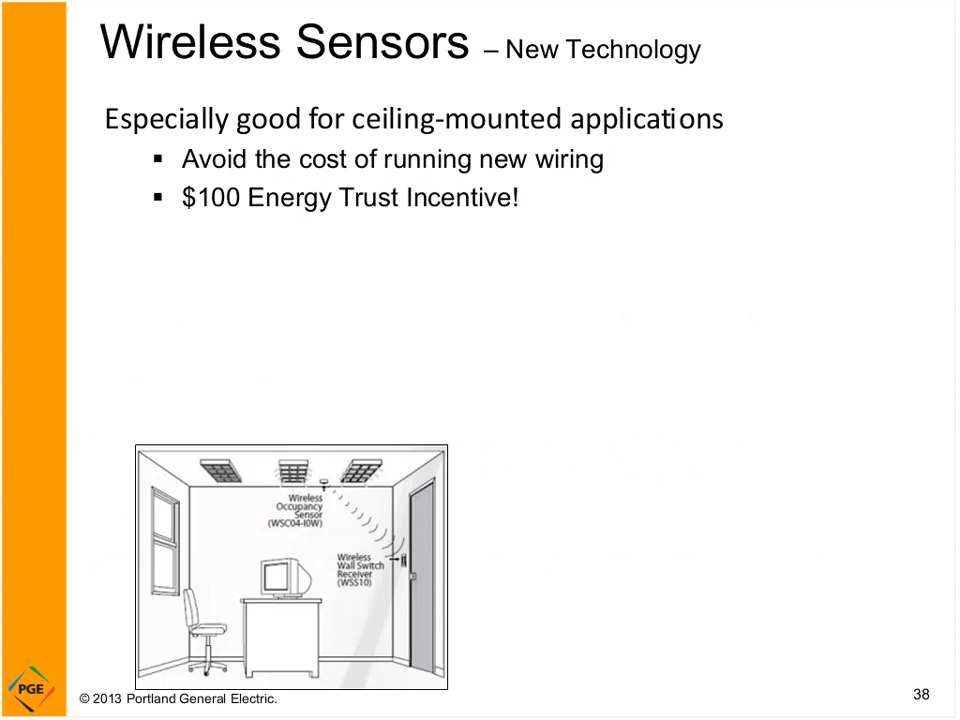 Wireless Sensors – New Technology
Especially good for ceiling-mounted applications
▪ Avoid the cost of running new wiring
▪ $100 Energy Trust Incentive!
Wireless
Occupancy
Sensor
(WSC04-I0W)
Wireless
Wall Switch
Receiver
(WSS10)
PGE
© 2013 Portland General Electric.
38